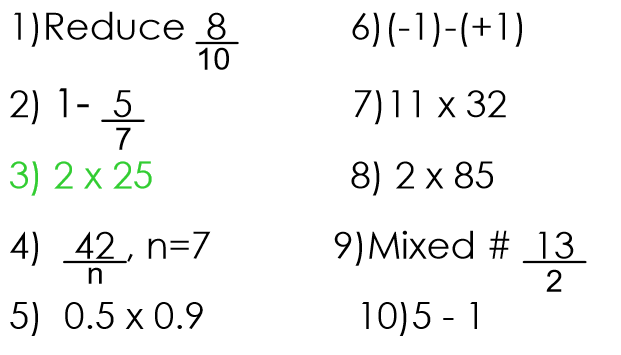 1)Reduce 8/10
2) 1- 5/7
3) 2 x 25
4) 42/n, n=7
5) 0.5 x 0.9
6)(-1)-(+1)
7)11 x 32
8) 2 x 85
9)Mixed # 13/2
10)5 - 1